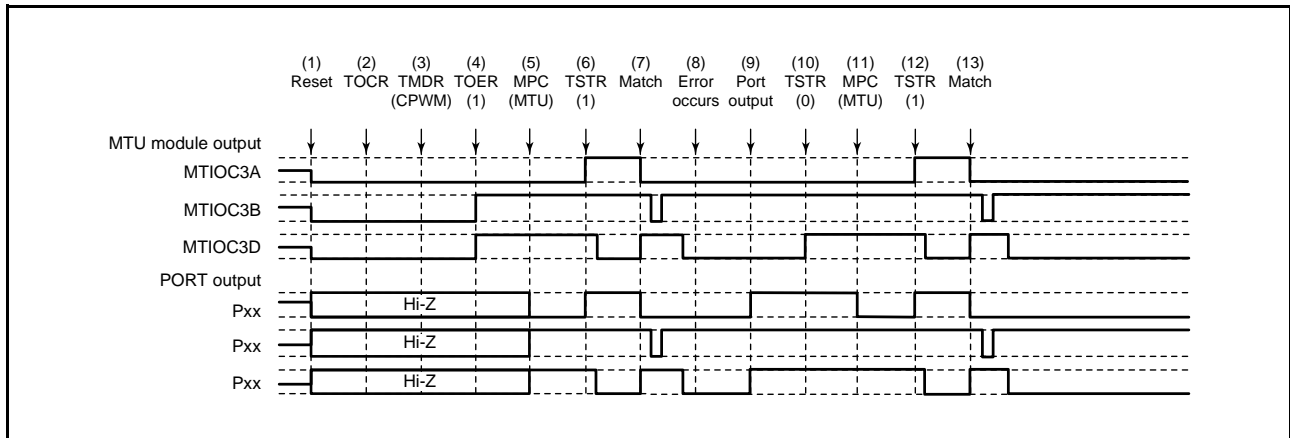 (1) (2) (3) (4) (5) (6) (7) (8) (9) (10) (11) (12) (13)
Reset TOCR TMDR TOER MPC TSTR Match Error Port TSTR MPC TSTR Match
(CPWM) (1) (MTU) (1) occurs output (0) (MTU) (1)
MTU module output
MTIOC3A
MTIOC3B
MTIOC3D
PORT output
Pxx Hi-Z
Pxx Hi-Z
Pxx Hi-Z